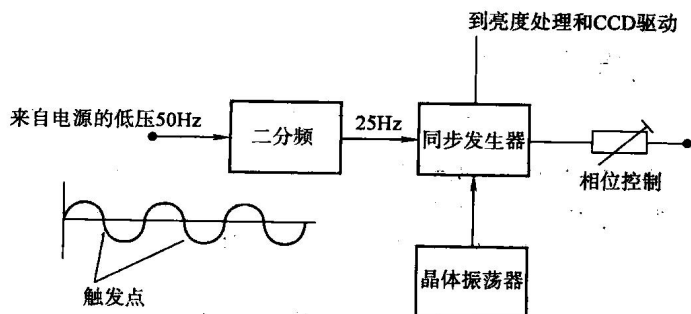 到亮度处理和CCD驱动
来自电源的低压50Hz
二分频
25Hz
同步发生器
相位控制
触发点
晶体振荡器